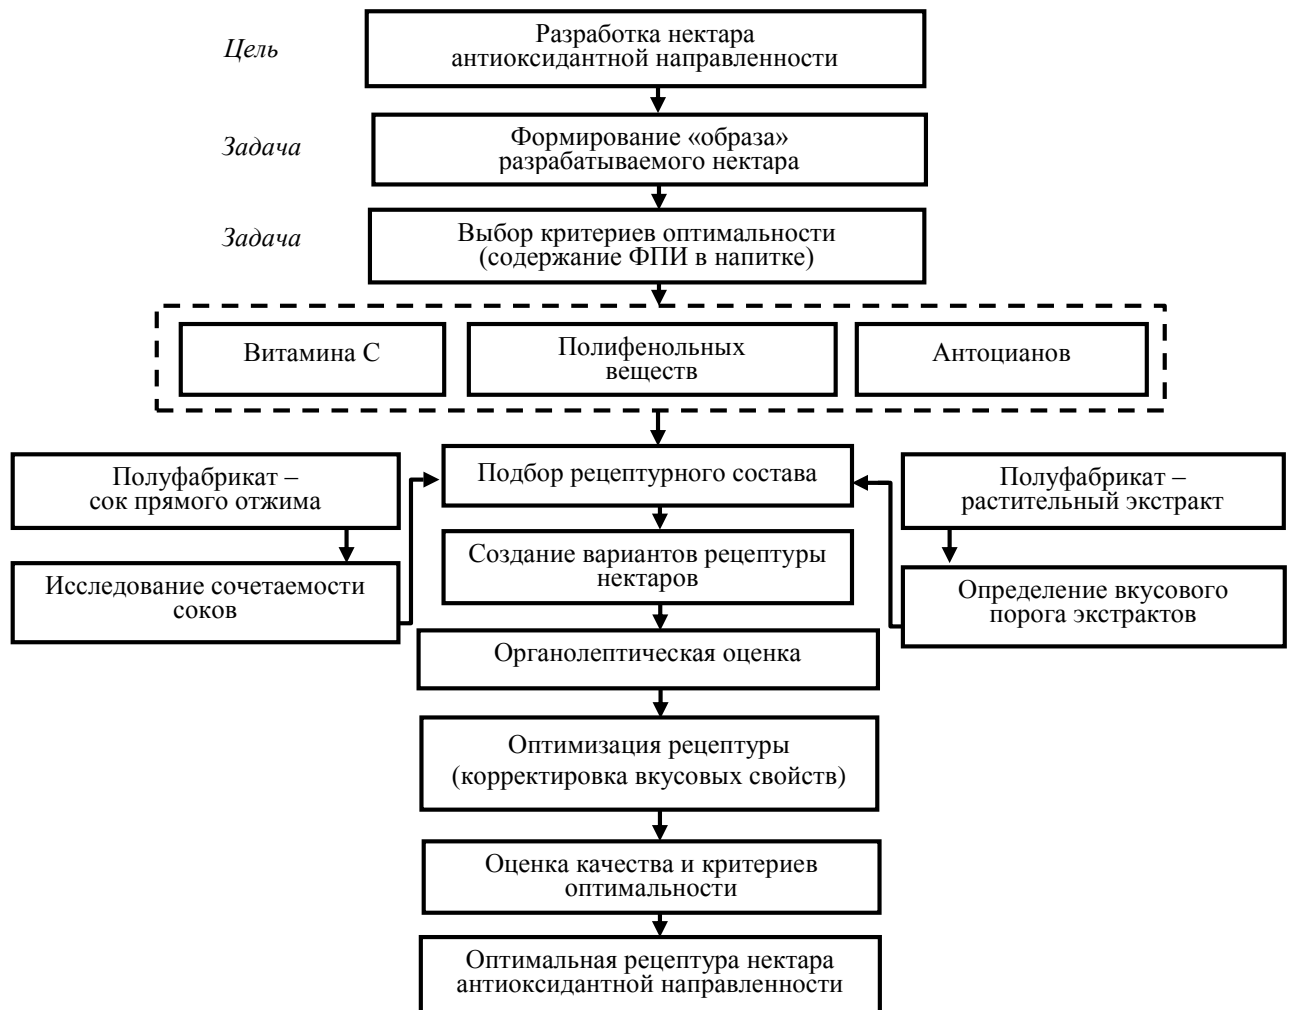 Цель
Разработка нектара
антиоксидантной направленности
Задача
Формирование «образа»
разрабатываемого нектара
Задача
Выбор критериев оптимальности
(содержание ФПИ в напитке)
Витамина С
Полифенольных
веществ
Антоцианов
Полуфабрикат –
сок прямого отжима
Подбор рецептурного состава
Полуфабрикат –
растительный экстракт
Исследование сочетаемости
соков
Создание вариантов рецептуры
нектаров
Определение вкусового
порога экстрактов
Органолептическая оценка
Оптимизация рецептуры
(корректировка вкусовых свойств)
Оценка качества и критериев
оптимальности
Оптимальная рецептура нектара
антиоксидантной направленности